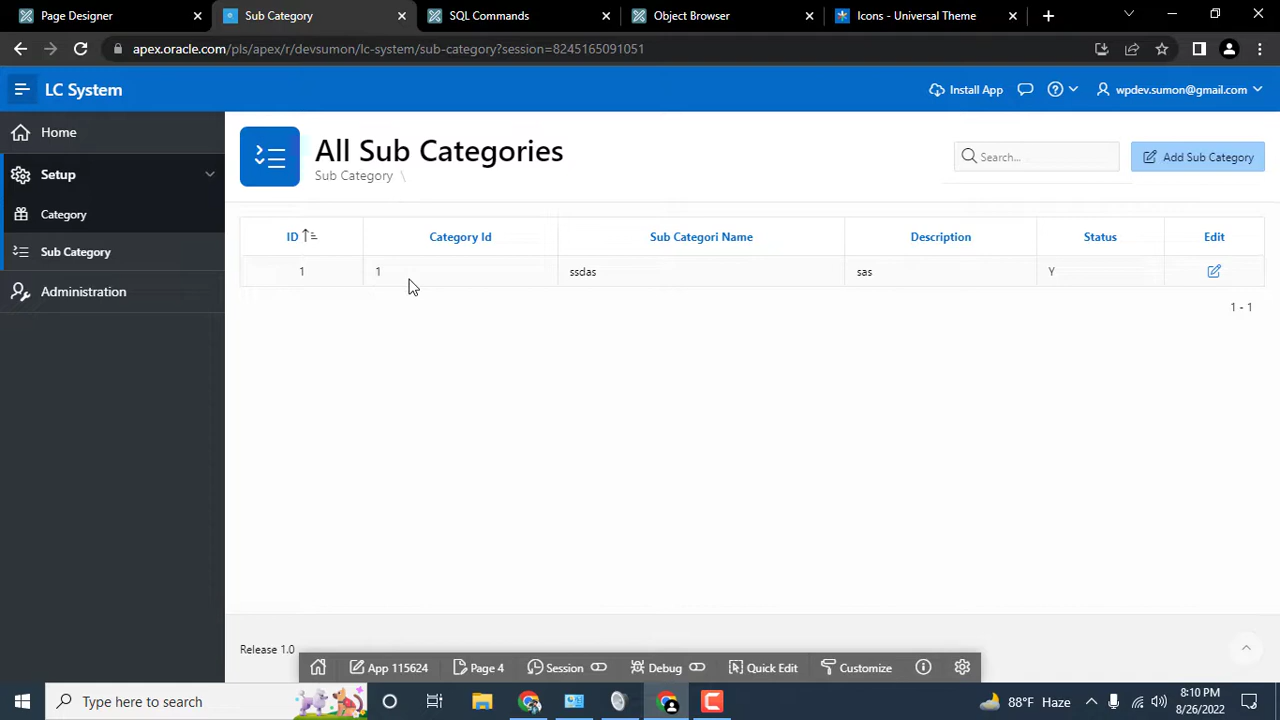 Page Designer
Sub Category
SQL Commands
Object Browser
Icons - Universal Theme
apex.oracle.com/pls/apex/r/devsumon/lc-system/sub-category?session=8245165091051
LC System
Install App
wpdev.sumon@gmail.com
Home
Setup
Category
Sub Category
Administration
All Sub Categories
Sub Category \
Search...
Add Sub Category
ID Category Id Sub Categori Name Description Status Edit
1 1 ssdas sas Y
1 - 1
Release 1.0
App 115624 Page 4 Session Debug Quick Edit Customize
Type here to search
88°F Haze
8:10 PM
8/26/2022